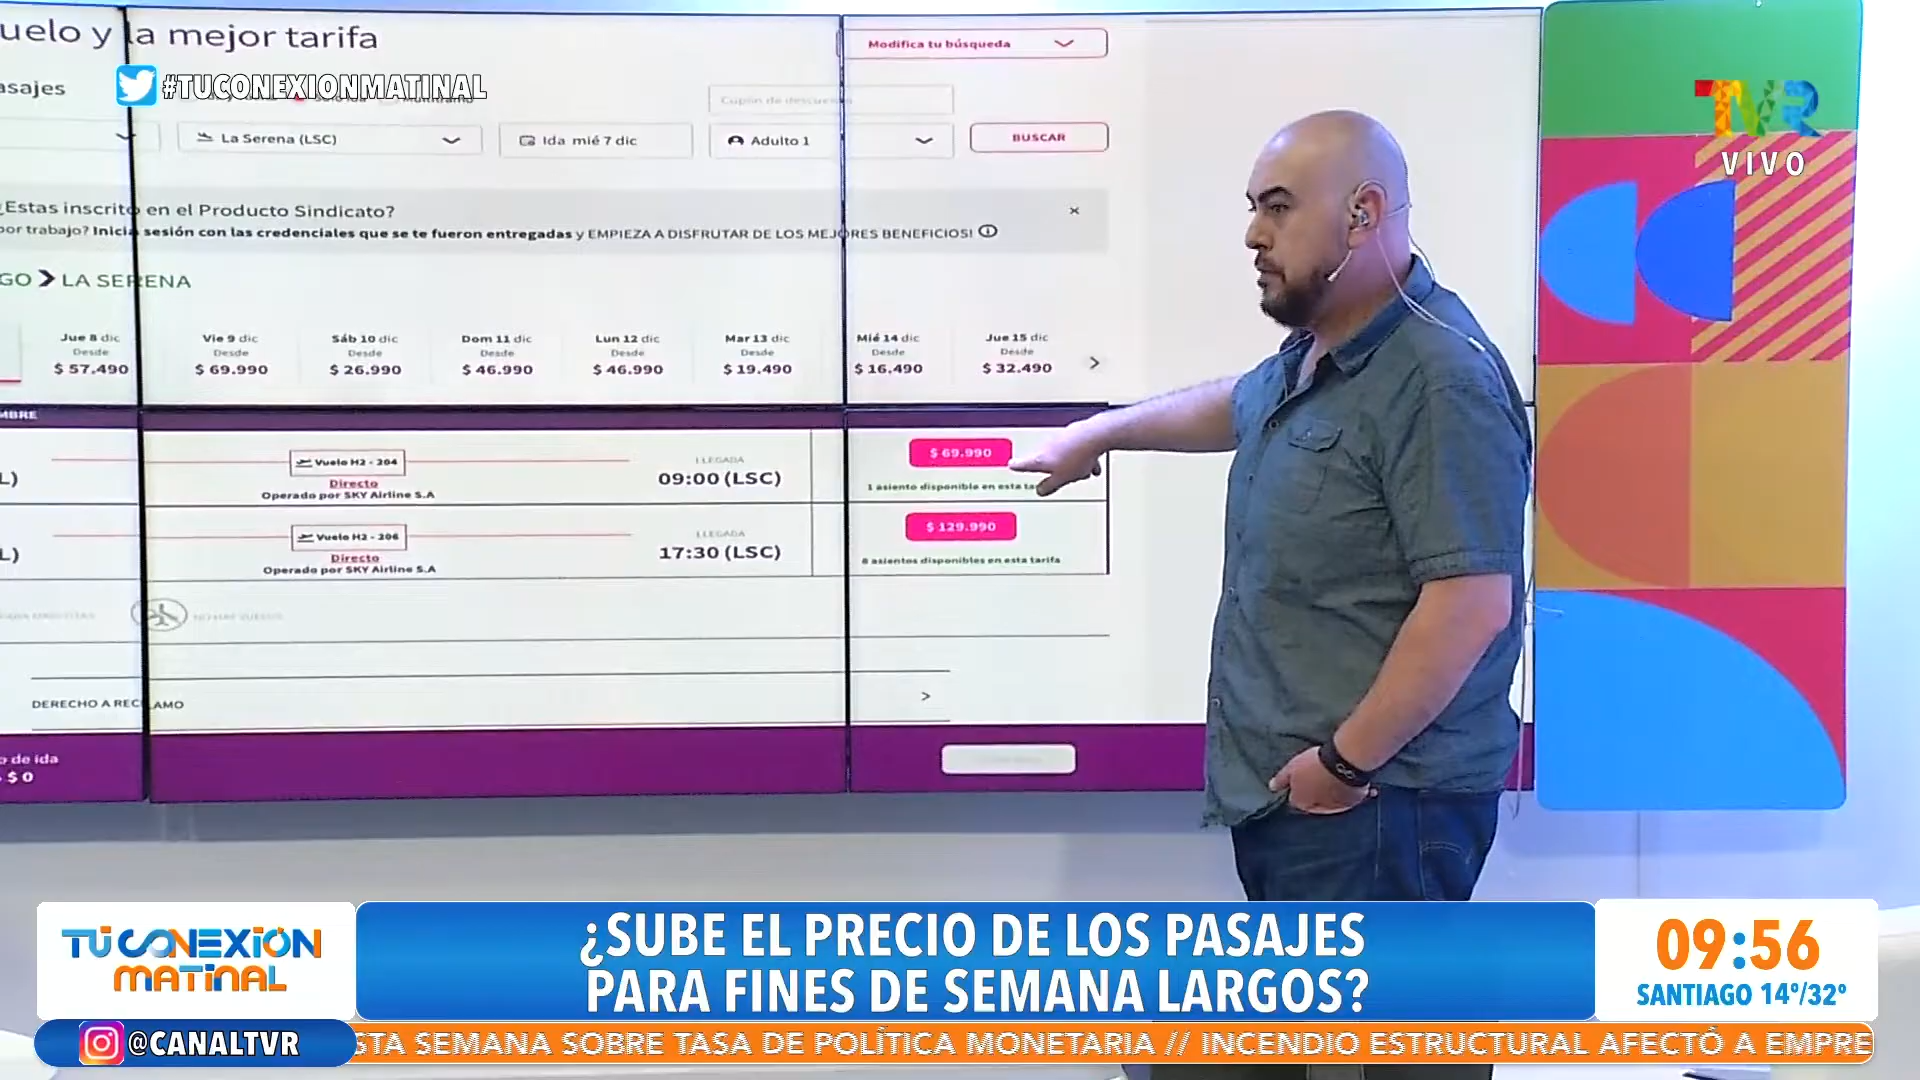 uelo y la mejor tarifa
Modifica tu búsqueda
asajes
#TUCONEXIONMATINAL
Cupón de descuento
La Serena (LSC)
Ida mié 7 dic
Adulto 1
BUSCAR
TVR
VIVO
¿Estas inscrito en el Producto Sindicato?
por trabajo? Inicia sesión con las credenciales que se te fueron entregadas y EMPIEZA A DISFRUTAR DE LOS MEJORES BENEFICIOS!
GO > LA SERENA
Jue 8 dic Desde $ 57.490
Vie 9 dic Desde $ 69.990
Sáb 10 dic Desde $ 26.990
Dom 11 dic Desde $ 46.990
Lun 12 dic Desde $ 46.990
Mar 13 dic Desde $ 19.490
Mié 14 dic Desde $ 16.490
Jue 15 dic Desde $ 32.490
MBRE
L)
Vuelo H2 - 204
Directo
Operado por SKY Airline S.A
LLEGADA
09:00 (LSC)
$ 69.990
1 asiento disponible en esta
L)
Vuelo H2 - 206
Directo
Operado por SKY Airline S.A
LLEGADA
17:30 (LSC)
$ 129.990
8 asientos disponibles en esta tarifa
NO HAY VUELOS
DERECHO A RECLAMO
o de ida
$ 0
TÚ CONEXIÓN
MATINAL
¿SUBE EL PRECIO DE LOS PASAJES
PARA FINES DE SEMANA LARGOS?
09:56
SANTIAGO 14°/32°
@CANALTVR
STA SEMANA SOBRE TASA DE POLÍTICA MONETARIA // INCENDIO ESTRUCTURAL AFECTÓ A EMPRE